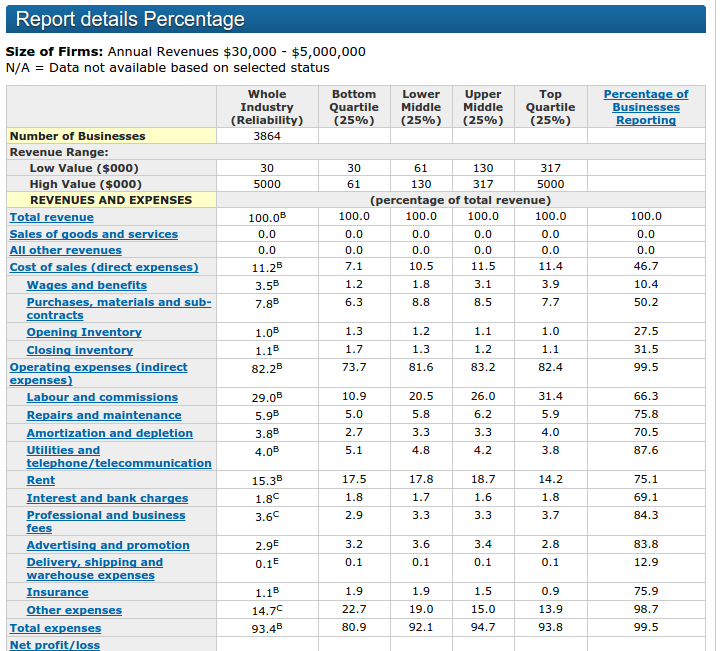 Report details Percentage
Size of Firms: Annual Revenues $30,000 - $5,000,000
N/A = Data not available based on selected status
Whole Industry (Reliability) Bottom Quartile (25%) Lower Middle (25%) Upper Middle (25%) Top Quartile (25%) Percentage of Businesses Reporting
Number of Businesses 3864
Revenue Range:
Low Value ($000) 30 30 61 130 317
High Value ($000) 5000 61 130 317 5000
REVENUES AND EXPENSES (percentage of total revenue)
Total revenue 100.0B 100.0 100.0 100.0 100.0 100.0
Sales of goods and services 0.0 0.0 0.0 0.0 0.0 0.0
All other revenues 0.0 0.0 0.0 0.0 0.0 0.0
Cost of sales (direct expenses) 11.2B 7.1 10.5 11.5 11.4 46.7
Wages and benefits 3.5B 1.2 1.8 3.1 3.9 10.4
Purchases, materials and sub-contracts 7.8B 6.3 8.8 8.5 7.7 50.2
Opening Inventory 1.0B 1.3 1.2 1.1 1.0 27.5
Closing inventory 1.1B 1.7 1.3 1.2 1.1 31.5
Operating expenses (indirect expenses) 82.2B 73.7 81.6 83.2 82.4 99.5
Labour and commissions 29.0B 10.9 20.5 26.0 31.4 66.3
Repairs and maintenance 5.9B 5.0 5.8 6.2 5.9 75.8
Amortization and depletion 3.8B 2.7 3.3 3.3 4.0 70.5
Utilities and telephone/telecommunication 4.0B 5.1 4.8 4.2 3.8 87.6
Rent 15.3B 17.5 17.8 18.7 14.2 75.1
Interest and bank charges 1.8C 1.8 1.7 1.6 1.8 69.1
Professional and business fees 3.6C 2.9 3.3 3.3 3.7 84.3
Advertising and promotion 2.9E 3.2 3.6 3.4 2.8 83.8
Delivery, shipping and warehouse expenses 0.1E 0.1 0.1 0.1 0.1 12.9
Insurance 1.1B 1.9 1.9 1.5 0.9 75.9
Other expenses 14.7C 22.7 19.0 15.0 13.9 98.7
Total expenses 93.4B 80.9 92.1 94.7 93.8 99.5
Net profit/loss